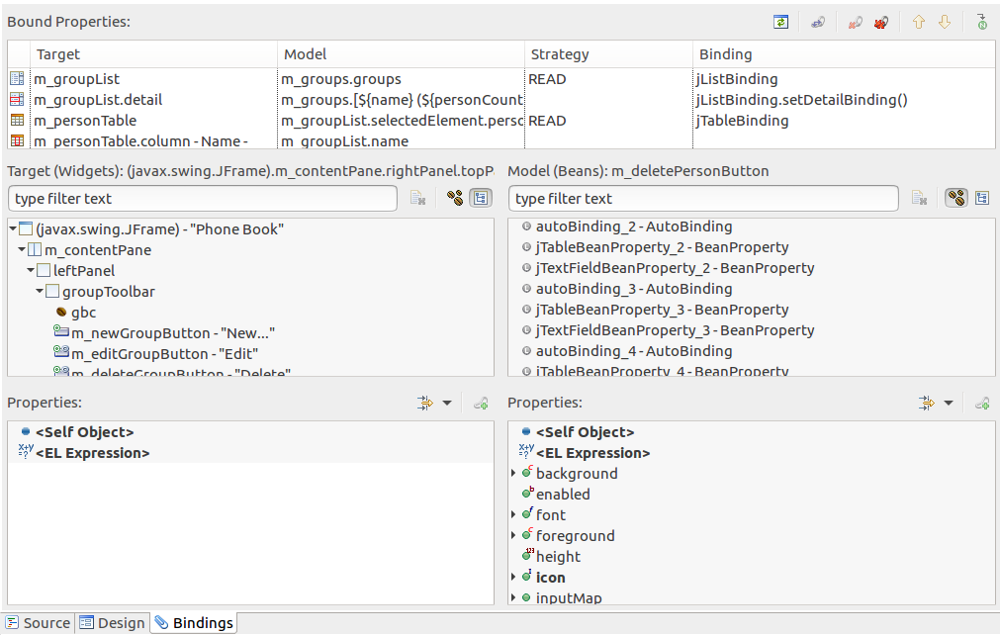 Bound Properties:
Target Model Strategy Binding
m_groupList m_groups.groups READ jListBinding
m_groupList.detail m_groups.[${name} (${personCount jListBinding.setDetailBinding()
m_personTable m_groupList.selectedElement.persc READ jTableBinding
m_personTable.column - Name - m_groupList.name
Target (Widgets): (javax.swing.JFrame).m_contentPane.rightPanel.topP
type filter text
(javax.swing.JFrame) - "Phone Book"
m_contentPane
leftPanel
groupToolbar
gbc
m_newGroupButton - "New..."
m_editGroupButton - "Edit"
m_deleteGroupButton - "Delete"
Model (Beans): m_deletePersonButton
type filter text
autoBinding_2 - AutoBinding
jTableBeanProperty_2 - BeanProperty
jTextFieldBeanProperty_2 - BeanProperty
autoBinding_3 - AutoBinding
jTableBeanProperty_3 - BeanProperty
jTextFieldBeanProperty_3 - BeanProperty
autoBinding_4 - AutoBinding
jTableBeanProperty_4 - BeanProperty
Properties:
<Self Object>
<EL Expression>
Properties:
<Self Object>
<EL Expression>
background
enabled
font
foreground
height
icon
inputMap
Source Design Bindings